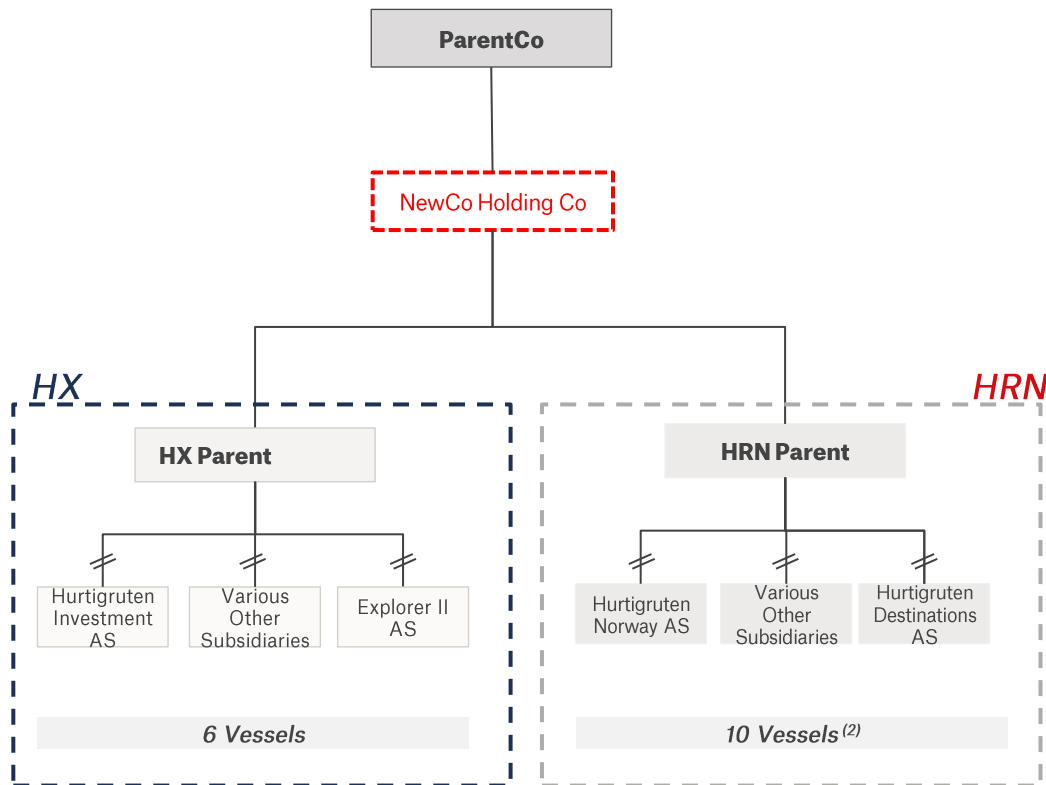 ParentCo
NewCo Holding Co
HX
HX Parent
Hurtigruten
Investment
AS
Various
Other
Subsidiaries
Explorer II
AS
6 Vessels
HRN
HRN Parent
Hurtigruten
Norway AS
Various
Other
Subsidiaries
Hurtigruten
Destinations
AS
10 Vessels (2)